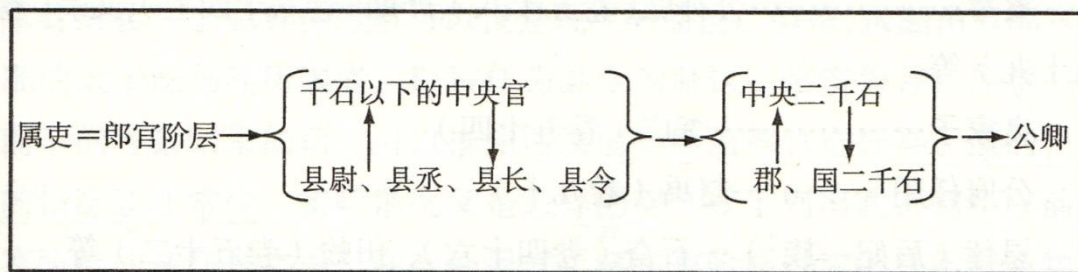 千石以下的中央官
中央二千石
属吏＝郎官阶层
公卿
县尉、县丞、县长、县令
郡、国二千石